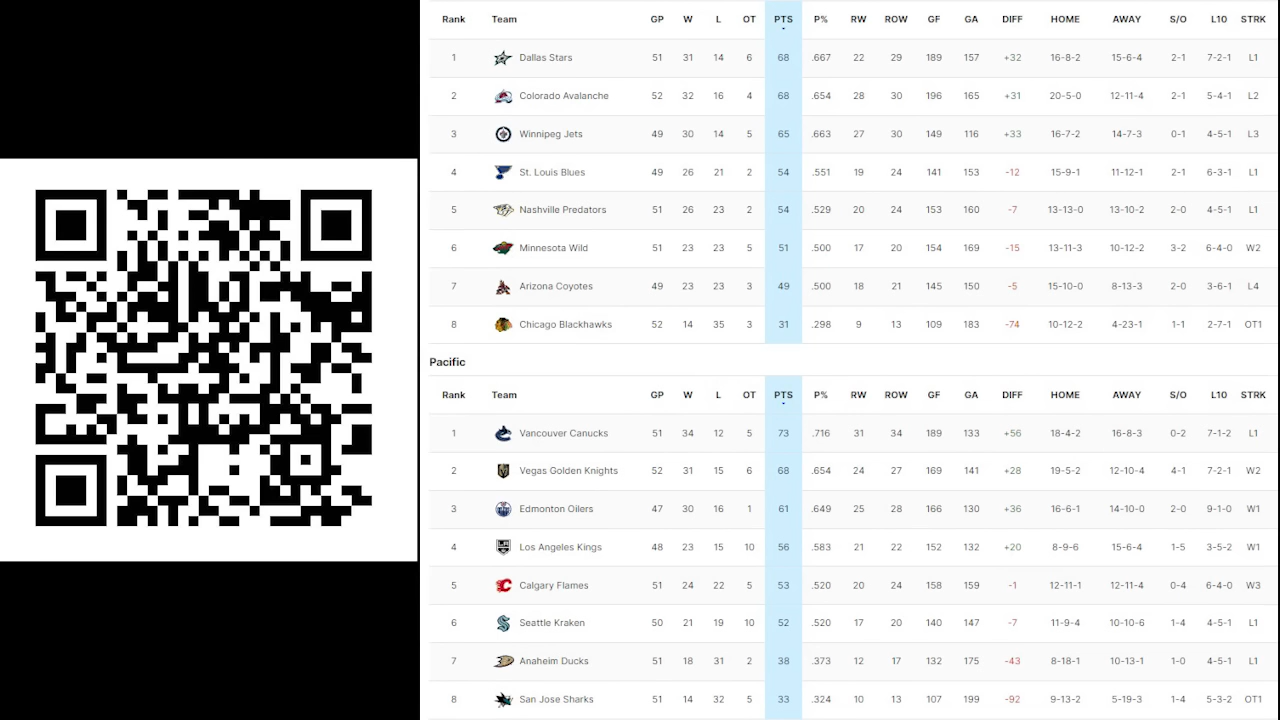 Rank Team GP W L OT PTS P% RW ROW GF GA DIFF HOME AWAY S/O L10 STRK
1 Dallas Stars 51 31 14 6 68 .667 22 29 189 157 +32 16-8-2 15-6-4 2-1 7-2-1 L1
2 Colorado Avalanche 52 32 16 4 68 .654 28 30 196 165 +31 20-5-0 12-11-4 2-1 5-4-1 L2
3 Winnipeg Jets 49 30 14 5 65 .663 27 30 149 116 +33 16-7-2 14-7-3 0-1 4-5-1 L3
4 St. Louis Blues 49 26 21 2 54 .551 19 24 141 153 -12 15-9-1 11-12-1 2-1 6-3-1 L1
5 Nashville Predators 51 26 23 2 54 .529 20 24 153 160 -7 13-13-0 13-10-2 2-0 4-5-1 L1
6 Minnesota Wild 51 23 23 5 51 .500 17 20 154 169 -15 13-11-3 10-12-2 3-2 6-4-0 W2
7 Arizona Coyotes 49 23 23 3 49 .500 18 21 145 150 -5 15-10-0 8-13-3 2-0 3-6-1 L4
8 Chicago Blackhawks 52 14 35 3 31 .298 9 13 109 183 -74 10-12-2 4-23-1 1-1 2-7-1 OT1
Pacific
Rank Team GP W L OT PTS P% RW ROW GF GA DIFF HOME AWAY S/O L10 STRK
1 Vancouver Canucks 51 34 12 5 73 .716 31 34 189 133 +56 18-4-2 16-8-3 0-2 7-1-2 L1
2 Vegas Golden Knights 52 31 15 6 68 .654 24 27 169 141 +28 19-5-2 12-10-4 4-1 7-2-1 W2
3 Edmonton Oilers 47 30 16 1 61 .649 25 28 166 130 +36 16-6-1 14-10-0 2-0 9-1-0 W1
4 Los Angeles Kings 48 23 15 10 56 .583 21 22 152 132 +20 8-9-6 15-6-4 1-5 3-5-2 W1
5 Calgary Flames 51 24 22 5 53 .520 20 24 158 159 -1 12-11-1 12-11-4 0-4 6-4-0 W3
6 Seattle Kraken 50 21 19 10 52 .520 17 20 140 147 -7 11-9-4 10-10-6 1-4 4-5-1 L1
7 Anaheim Ducks 51 18 31 2 38 .373 12 17 132 175 -43 8-18-1 10-13-1 1-0 4-5-1 L1
8 San Jose Sharks 51 14 32 5 33 .324 10 13 107 199 -92 9-13-2 5-19-3 1-4 5-3-2 OT1